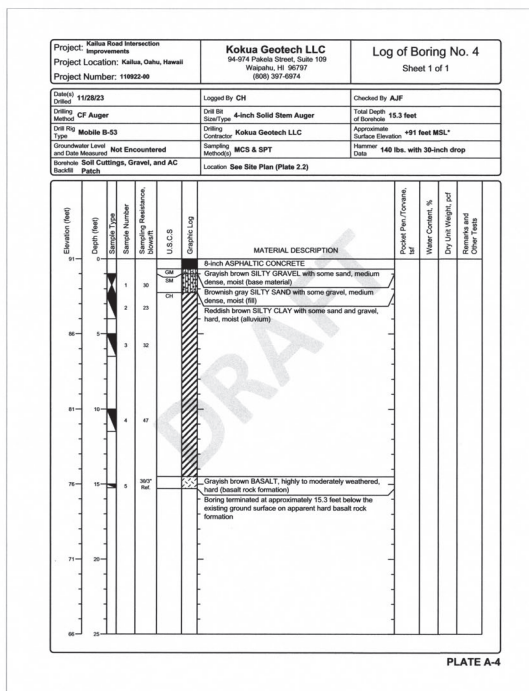 Project: Kailua Road Intersection Improvements
Project Location: Kailua, Oahu, Hawaii
Project Number: 110922-00
Kokua Geotech LLC
94-974 Pakela Street, Suite 109
Waipahu, HI 96797
(808) 397-6974
Log of Boring No. 4
Sheet 1 of 1
Date(s) Drilled 11/28/23
Logged By CH
Checked By AJF
Drilling Method CF Auger
Drill Bit Size/Type 4-inch Solid Stem Auger
Total Depth of Borehole 15.3 feet
Drill Rig Type Mobile B-53
Drilling Contractor Kokua Geotech LLC
Approximate Surface Elevation +91 feet MSL*
Groundwater Level and Date Measured Not Encountered
Sampling Method(s) MCS & SPT
Hammer Data 140 lbs. with 30-inch drop
Borehole Backfill Soil Cuttings, Gravel, and AC Patch
Location See Site Plan (Plate 2.2)
Elevation (feet)
Depth (feet)
Sample Type
Sample Number
Sampling Resistance, blows/ft
U.S.C.S
Graphic Log
MATERIAL DESCRIPTION
Pocket Pen./Torvane, tsf
Water Content, %
Dry Unit Weight, pcf
Remarks and Other Tests
91 0
8-inch ASPHALTIC CONCRETE
GM
Grayish brown SILTY GRAVEL with some sand, medium
dense, moist (base material)
1 30
SM
Brownish gray SILTY SAND with some gravel, medium
dense, moist (fill)
2 23
CH
Reddish brown SILTY CLAY with some sand and gravel,
hard, moist (alluvium)
86 5
3 32
81 10
4 47
76 15
5 30/3" Ref.
Grayish brown BASALT, highly to moderately weathered,
hard (basalt rock formation)
Boring terminated at approximately 15.3 feet below the
existing ground surface on apparent hard basalt rock
formation
71 20
66 25
DRAFT
PLATE A-4